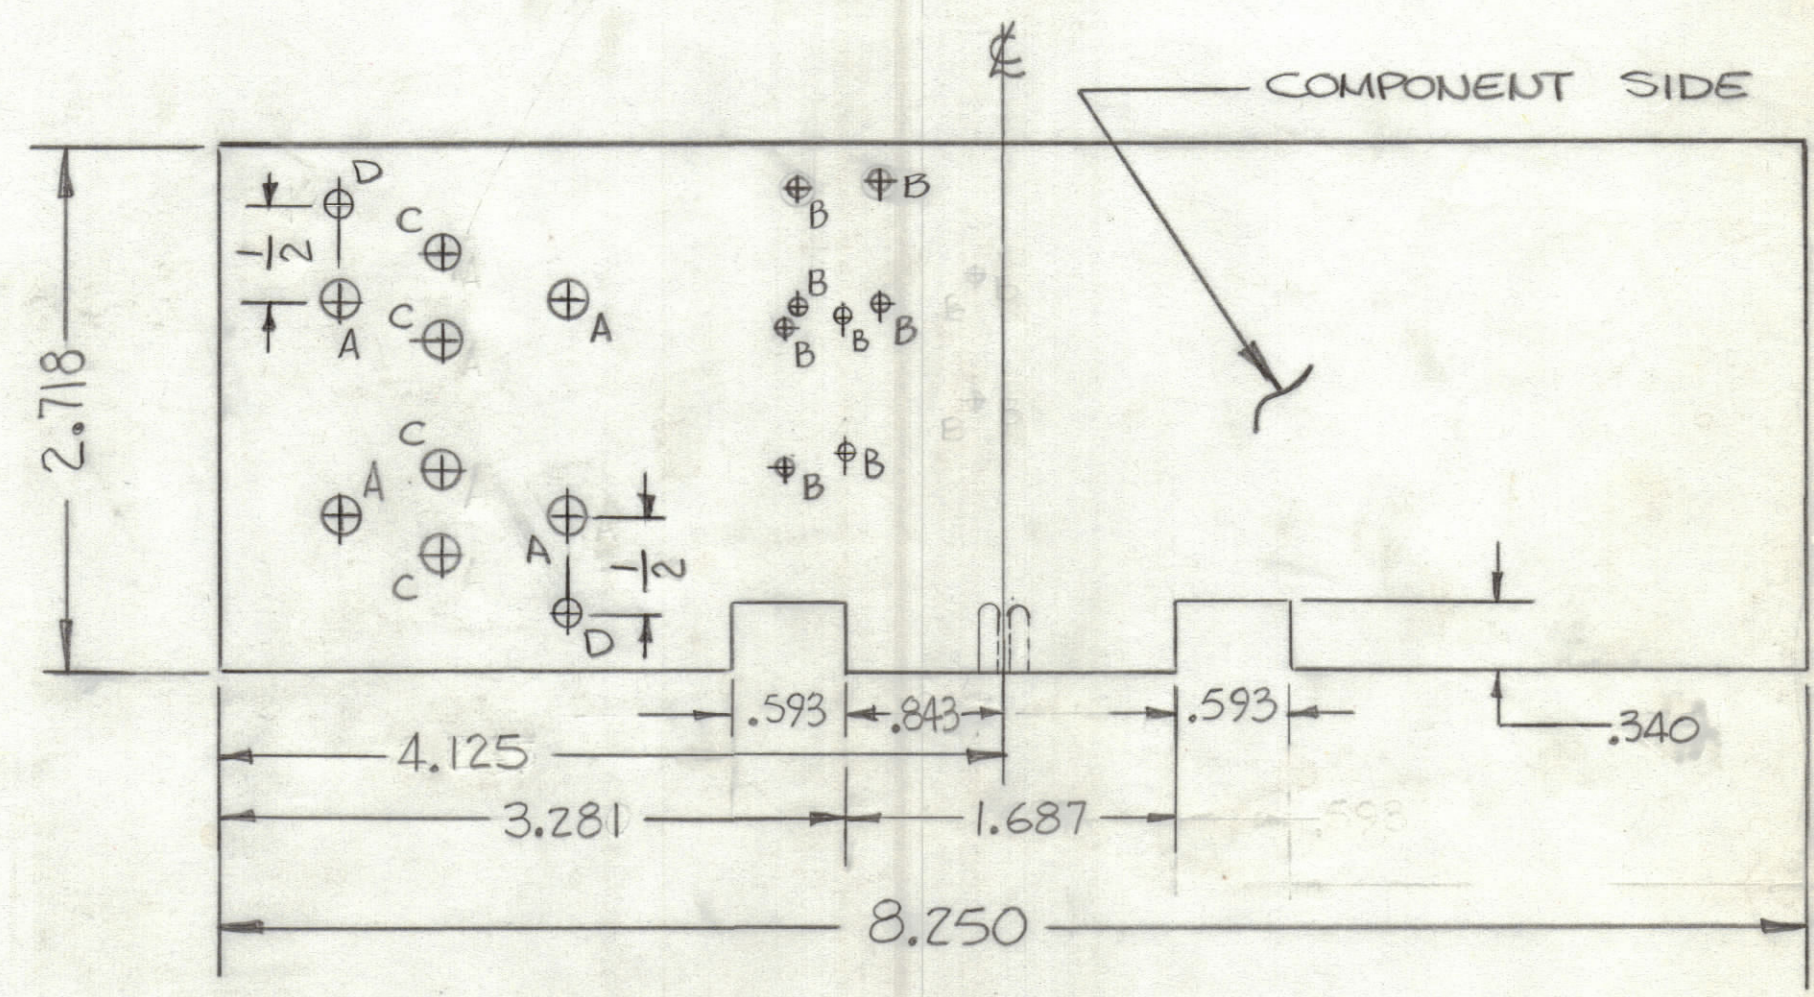 ℄
COMPONENT SIDE
D
B
B
C
1/2
B
A
C
A
B
B
B
2.718
C
A
B
B
A
1/2
C
D
.593
.843
.593
.340
4.125
3.281
1.687
.593
8.250